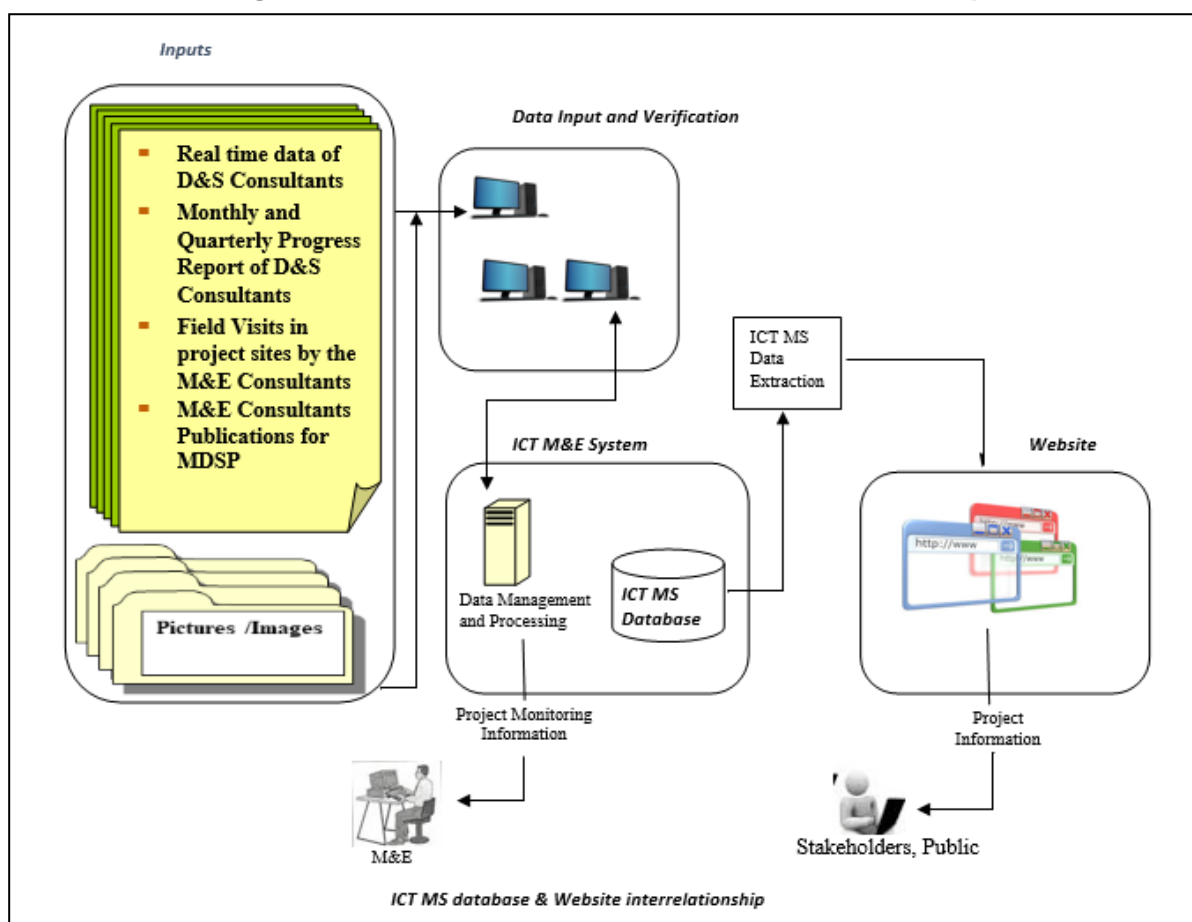 Inputs
Real time data of
D&S Consultants
Monthly and
Quarterly Progress
Report of D&S
Consultants
Field Visits in
project sites by the
M&E Consultants
M&E Consultants
Publications for
MDSP
Pictures /Images
Data Input and Verification
ICT MS
Data
Extraction
ICT M&E System
Data Management
and Processing
ICT MS
Database
Website
http://www
http://www
http://www
Project Monitoring
Information
M&E
Project
Information
Stakeholders, Public
ICT MS database & Website interrelationship